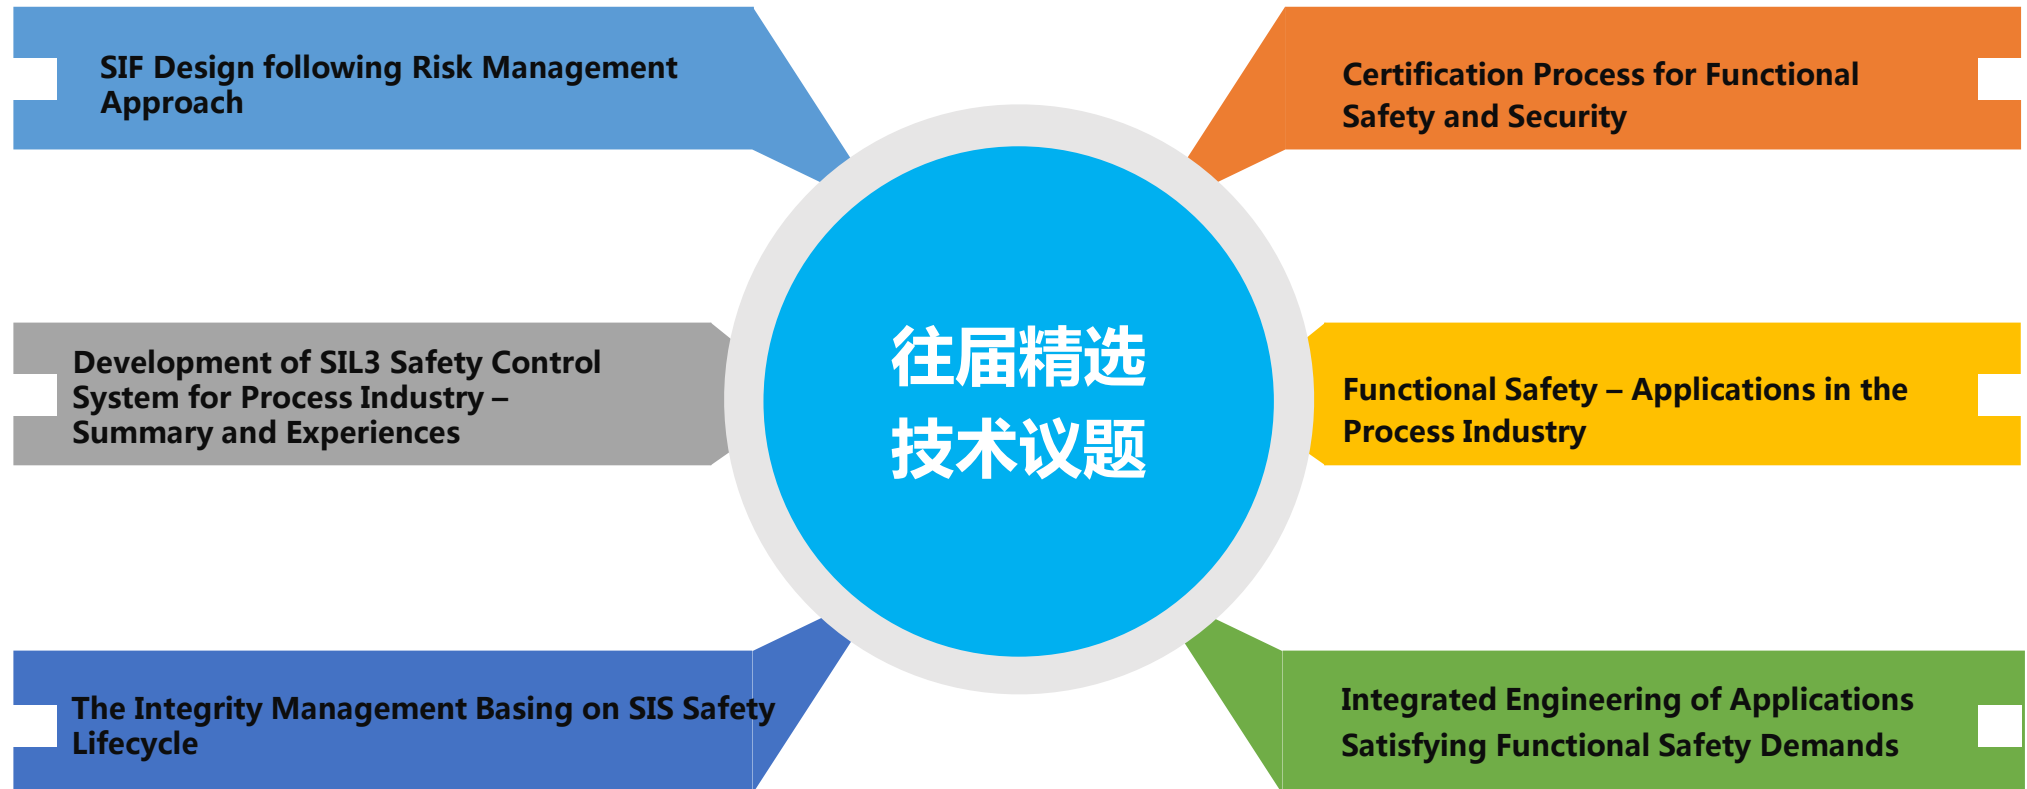 SIF Design following Risk Management
Approach
Certification Process for Functional
Safety and Security
往届精选
技术议题
Development of SIL3 Safety Control
System for Process Industry –
Summary and Experiences
Functional Safety – Applications in the
Process Industry
The Integrity Management Basing on SIS Safety
Lifecycle
Integrated Engineering of Applications
Satisfying Functional Safety Demands